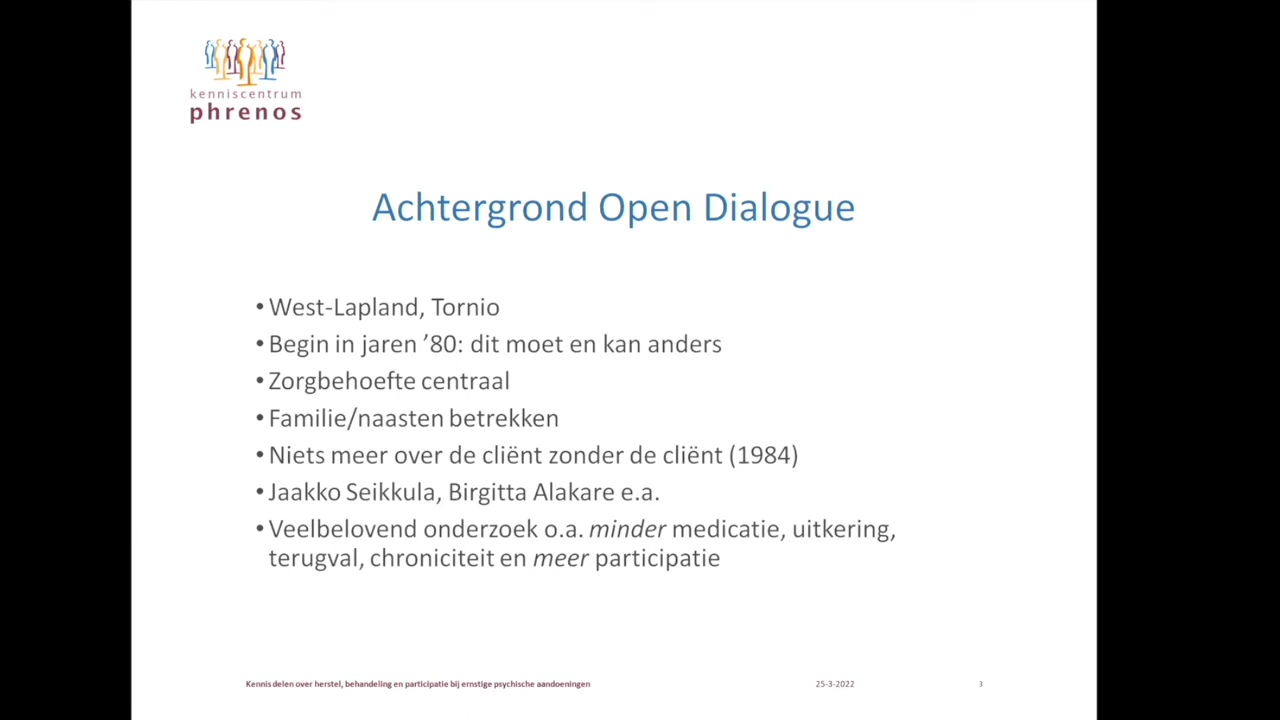 kenniscentrum
phrenos
Achtergrond Open Dialogue
• West-Lapland, Tornio
• Begin in jaren ’80: dit moet en kan anders
• Zorgbehoefte centraal
• Familie/naasten betrekken
• Niets meer over de cliënt zonder de cliënt (1984)
• Jaakko Seikkula, Birgitta Alakare e.a.
• Veelbelovend onderzoek o.a. minder medicatie, uitkering,
terugval, chroniciteit en meer participatie
Kennis delen over herstel, behandeling en participatie bij ernstige psychische aandoeningen
25-3-2022
3